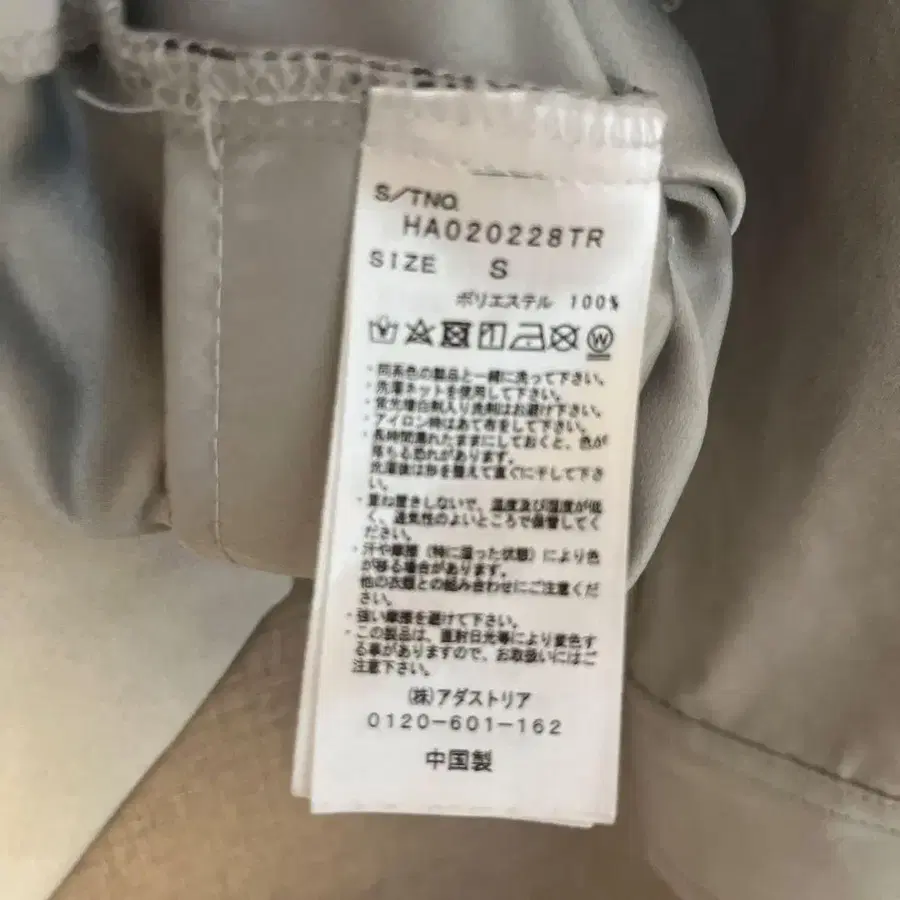 S/TNO.
HA020228TR
SIZE S
ポリエステル 100%
W
・同系色の製品と一緒に洗って下さい。
・洗濯ネットを使用して下さい。
・蛍光増白剤入り洗剤はお避け下さい。
・アイロン時はあて布をして下さい。
・長時間濡れたままにしておくと、色が
落ちる恐れがあります。
洗濯後は形を整えて直ぐに干して下さ
い。
・重ね置きしないで、温度及び湿度が低
く、通気性のよいところで保管してく
ださい。
・汗や摩擦（特に湿った状態）により色
が移る場合があります。
他の衣類との組み合わせにご注意くだ
さい。
・強い摩擦を避けて下さい。
・この製品は、直射日光等により変色す
る事がありますので、お取扱いにはご
注意下さい。
(株)アダストリア
0120-601-162
中国製